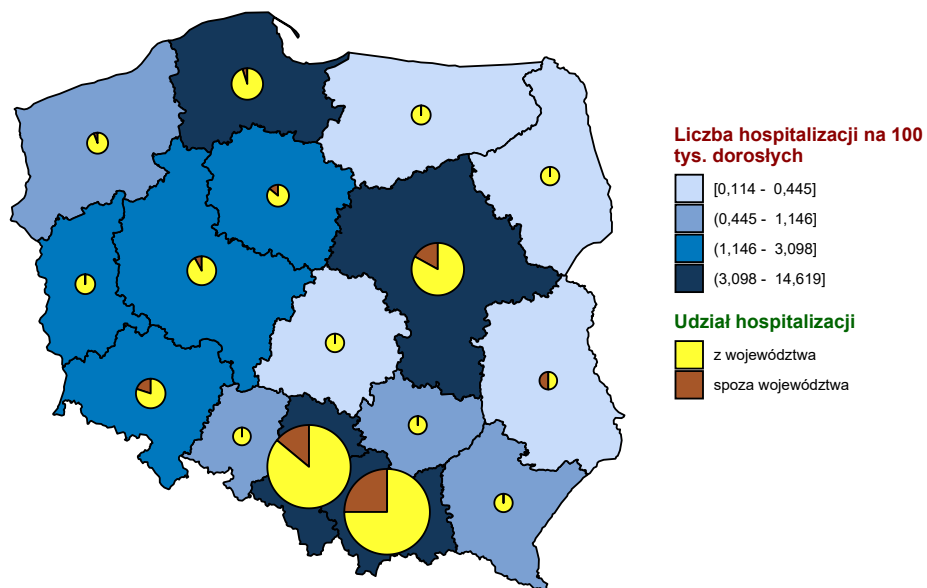 Liczba hospitalizacji na 100
tys. dorosłych
[0,114 - 0,445]
(0,445 - 1,146]
(1,146 - 3,098]
(3,098 - 14,619]
Udział hospitalizacji
z województwa
spoza województwa